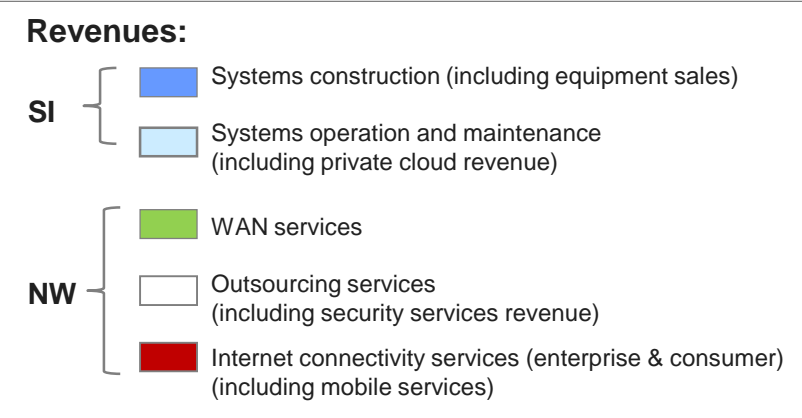 Revenues:
SI
Systems construction (including equipment sales)
Systems operation and maintenance
(including private cloud revenue)
NW
WAN services
Outsourcing services
(including security services revenue)
Internet connectivity services (enterprise & consumer)
(including mobile services)